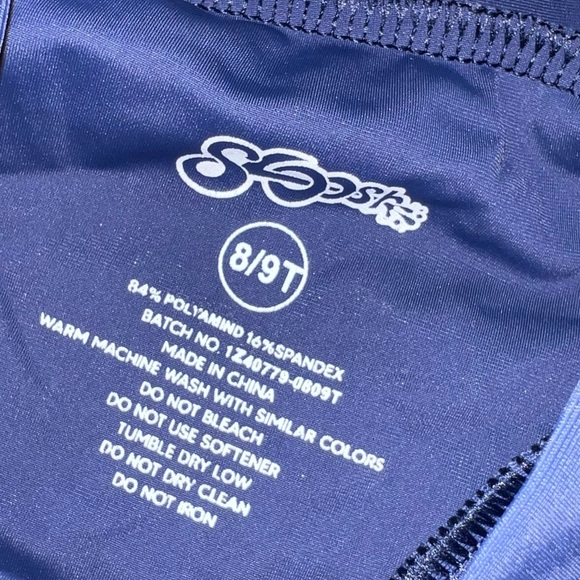 SGoosh
8/9T
84% POLYAMIND 16%SPANDEX
BATCH NO. 1Z40779-0809T
MADE IN CHINA
WARM MACHINE WASH WITH SIMILAR COLORS
DO NOT BLEACH
DO NOT USE SOFTENER
TUMBLE DRY LOW
DO NOT DRY CLEAN
DO NOT IRON